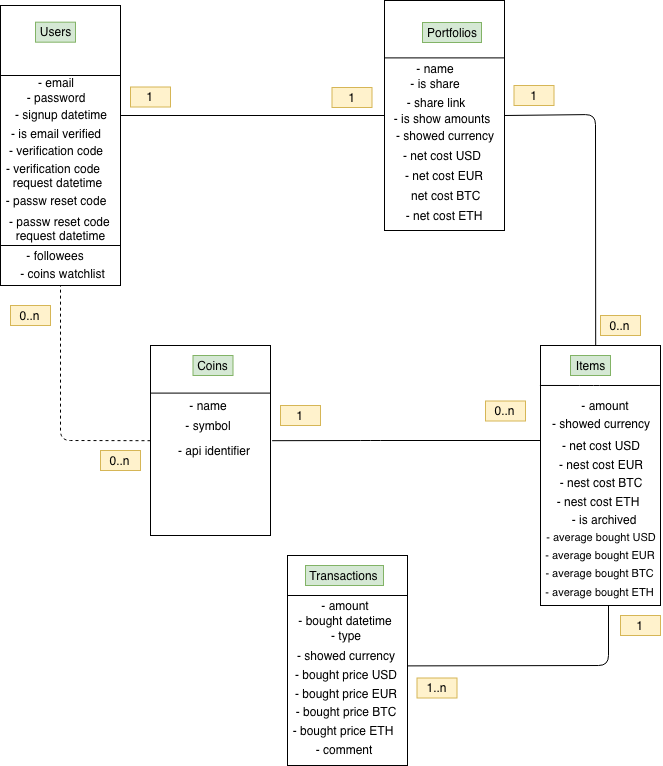 Users
- email
- password
- signup datetime
- is email verified
- verification code
- verification code
request datetime
- passw reset code
- passw reset code
request datetime
- followees
- coins watchlist
1
1
Portfolios
- name
- is share
- share link
- is show amounts
- showed currency
- net cost USD
- net cost EUR
net cost BTC
- net cost ETH
1
0..n
0..n
0..n
Coins
- name
- symbol
- api identifier
1
0..n
Items
- amount
- showed currency
- net cost USD
- nest cost EUR
- nest cost BTC
- nest cost ETH
- is archived
- average bought USD
- average bought EUR
- average bought BTC
- average bought ETH
1
1..n
Transactions
- amount
- bought datetime
- type
- showed currency
- bought price USD
- bought price EUR
- bought price BTC
- bought price ETH
- comment